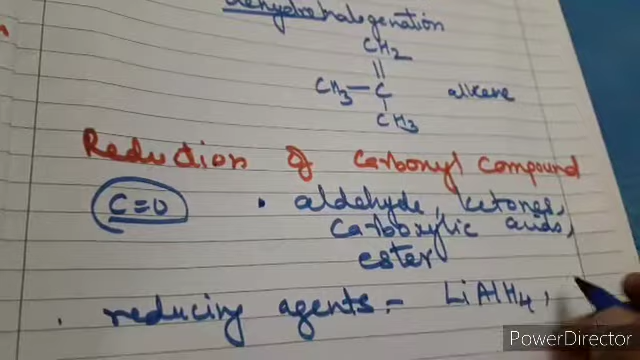 dehydrohalogenation
CH2
||
CH3—C alkene
CH3
Reduction of Carbonyl Compound
C=O • aldehyde, ketones,
Carboxylic acids,
ester
• reducing agents - LiAlH4,
PowerDirector